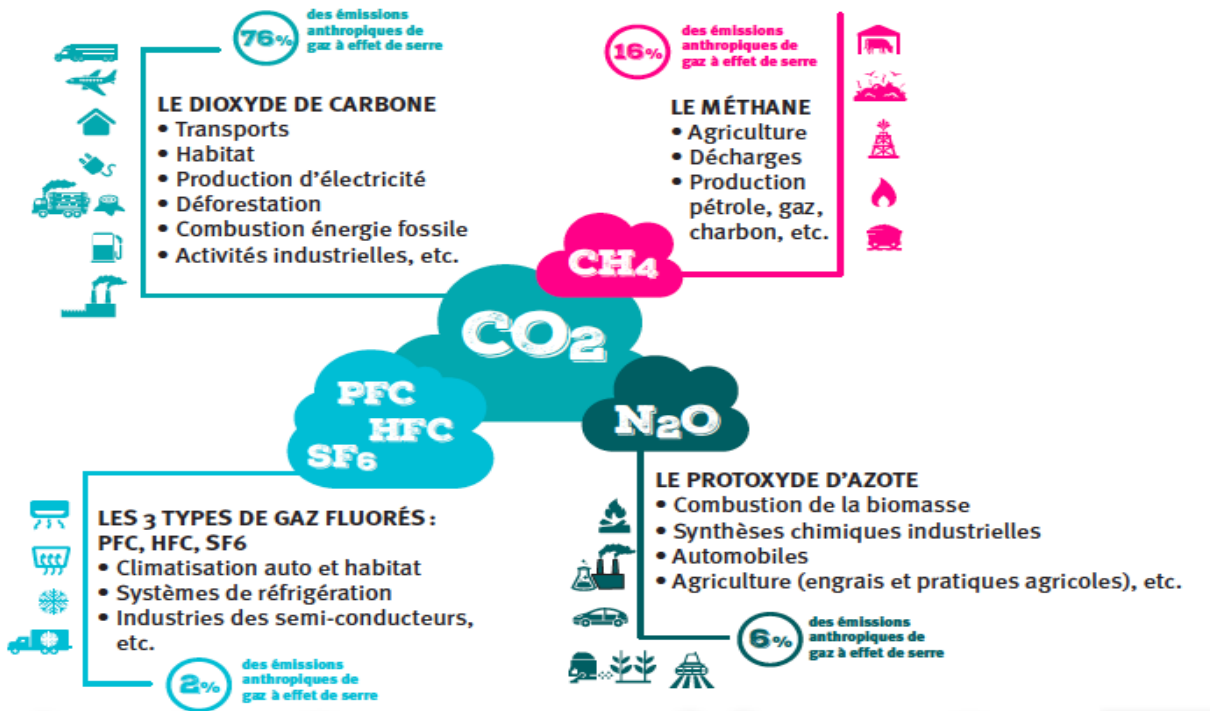 76%
des émissions
anthropiques de
gaz à effet de serre
LE DIOXYDE DE CARBONE
• Transports
• Habitat
• Production d'électricité
• Déforestation
• Combustion énergie fossile
• Activités industrielles, etc.
16%
des émissions
anthropiques de
gaz à effet de serre
LE MÉTHANE
• Agriculture
• Décharges
• Production
pétrole, gaz,
charbon, etc.
CH4
CO2
PFC
HFC
SF6
N2O
LES 3 TYPES DE GAZ FLUORÉS :
PFC, HFC, SF6
• Climatisation auto et habitat
• Systèmes de réfrigération
• Industries des semi-conducteurs,
etc.
2%
des émissions
anthropiques de
gaz à effet de serre
LE PROTOXYDE D'AZOTE
• Combustion de la biomasse
• Synthèses chimiques industrielles
• Automobiles
• Agriculture (engrais et pratiques agricoles), etc.
6%
des émissions
anthropiques de
gaz à effet de serre